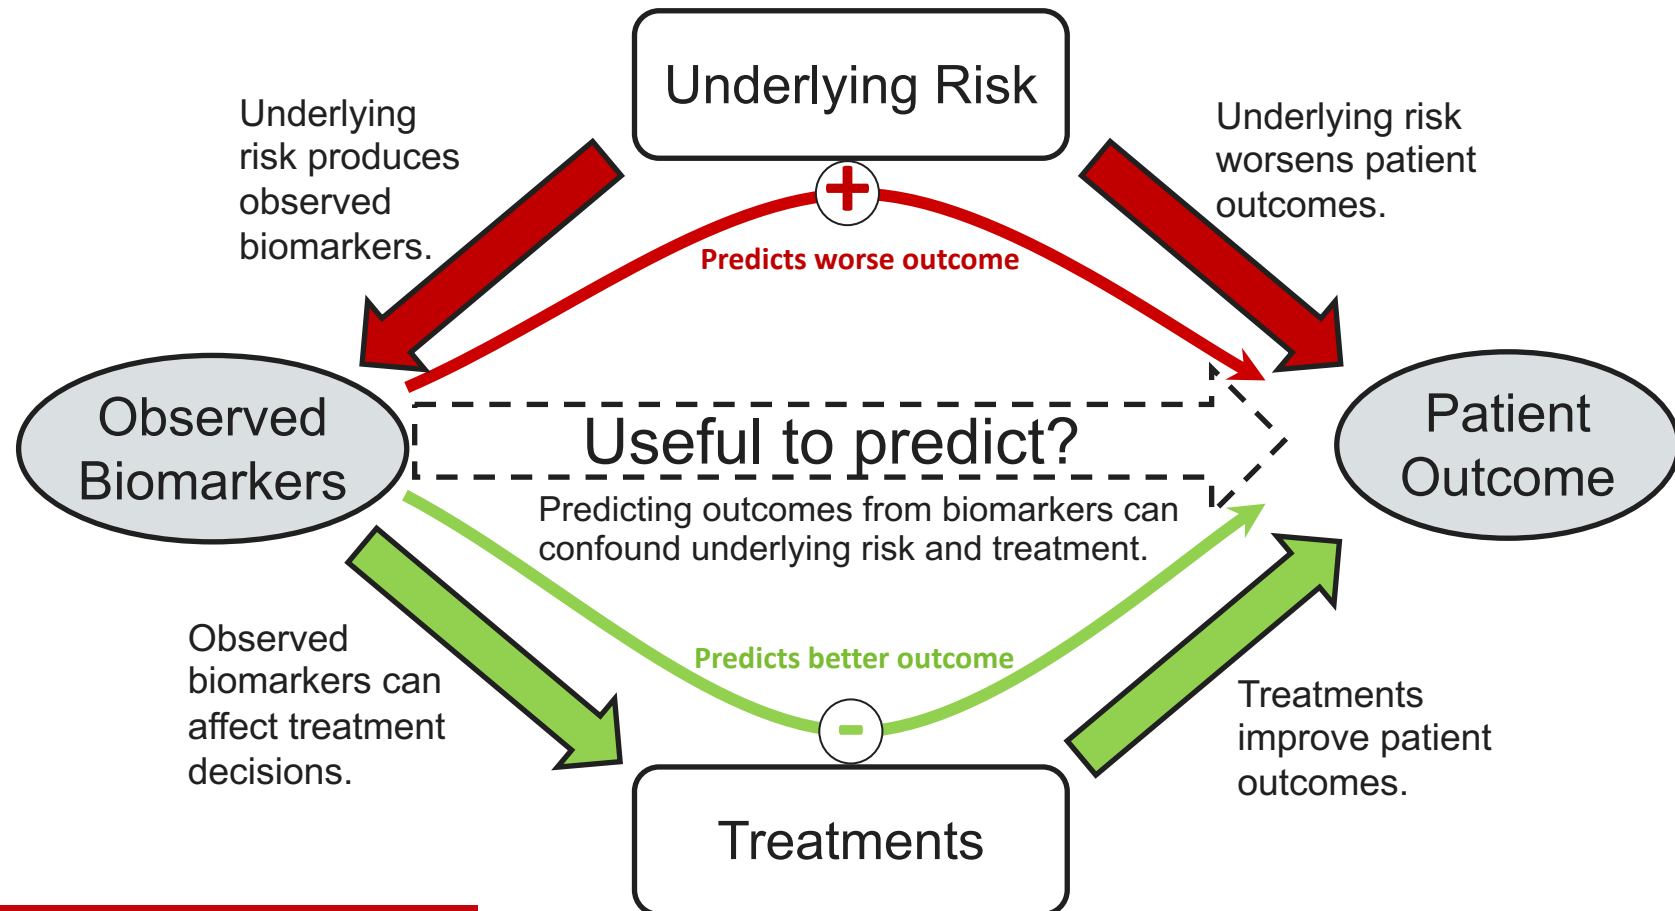 Underlying Risk
Underlying
risk produces
observed
biomarkers.
Underlying risk
worsens patient
outcomes.
+
Predicts worse outcome
Observed
Biomarkers
Useful to predict?
Patient
Outcome
Predicting outcomes from biomarkers can
confound underlying risk and treatment.
Observed
biomarkers can
affect treatment
decisions.
Predicts better outcome
-
Treatments
improve patient
outcomes.
Treatments